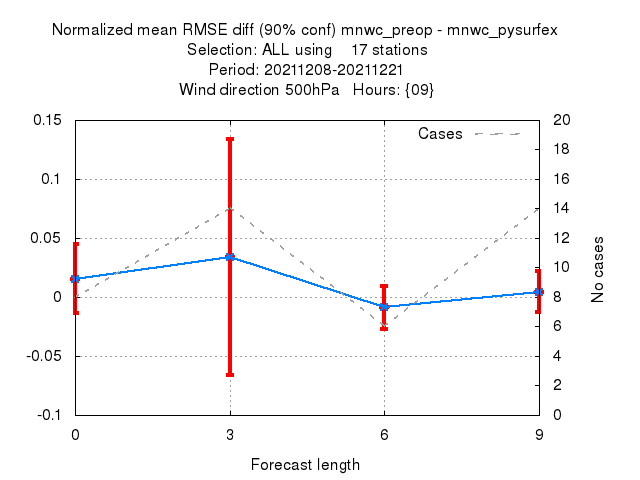 Normalized mean RMSE diff (90% conf) mnwc_preop - mnwc_pysurfex
Selection: ALL using 17 stations
Period: 20211208-20211221
Wind direction 500hPa Hours: {09}
0.15
0.1
0.05
0
-0.05
-0.1
Cases
20
18
16
14
12
10
8
6
4
2
0
No cases
0 3 6 9
Forecast length